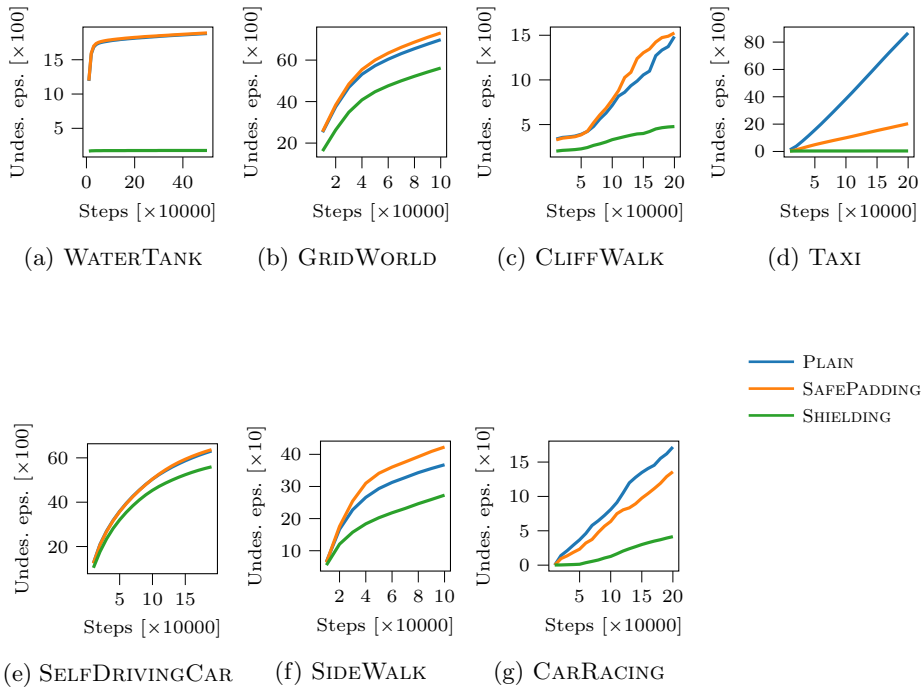 Undes. eps. [×100]
15
10
5
0
20
40
Steps [×10000]
(a) WATERTANK
Undes. eps. [×100]
60
40
20
2
4
6
8
10
Steps [×10000]
(b) GRIDWORLD
Undes. eps. [×100]
15
10
5
5
10
15
20
Steps [×10000]
(c) CLIFFWALK
Undes. eps. [×100]
80
60
40
20
0
5
10
15
20
Steps [×10000]
(d) TAXI
PLAIN
SAFEPADDING
SHIELDING
Undes. eps. [×100]
60
40
20
5
10
15
Steps [×10000]
(e) SELFDRIVINGCAR
Undes. eps. [×10]
40
30
20
10
2
4
6
8
10
Steps [×10000]
(f) SIDEWALK
Undes. eps. [×10]
15
10
5
0
5
10
15
20
Steps [×10000]
(g) CARRACING